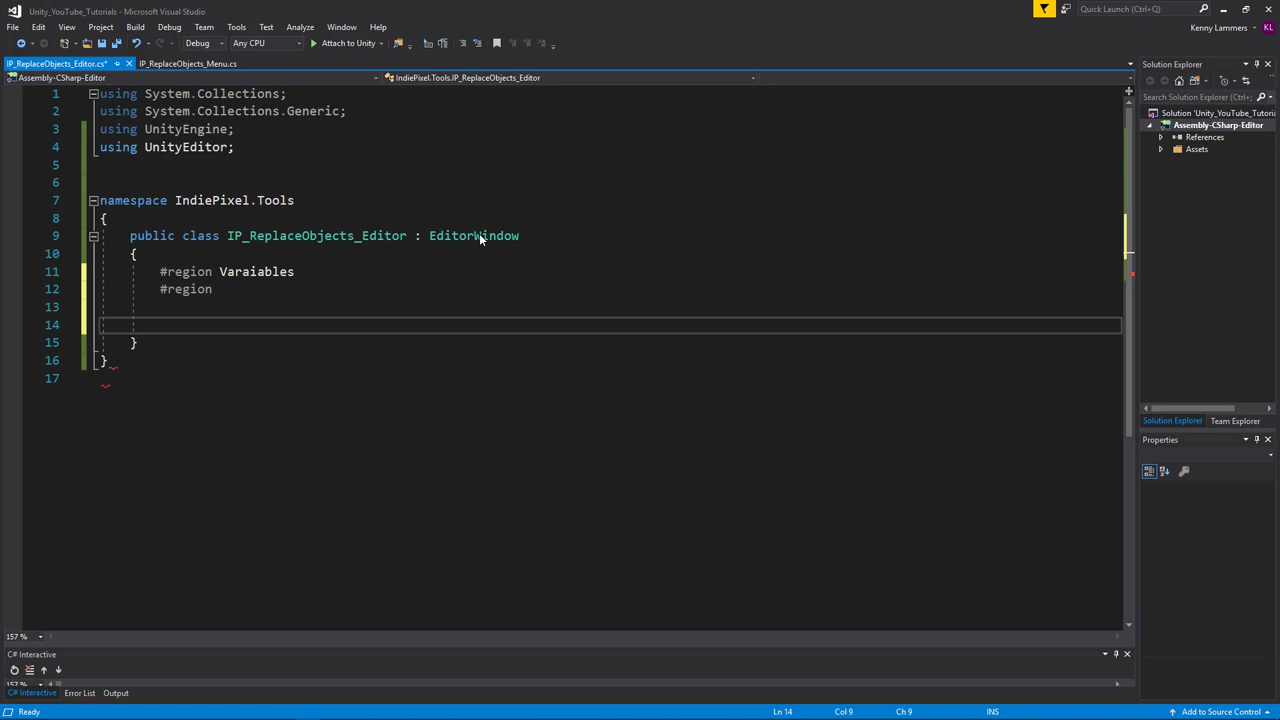 Unity_YouTube_Tutorials - Microsoft Visual Studio
Quick Launch (Ctrl+Q)
File Edit View Project Build Debug Team Tools Test Analyze Window Help
Kenny Lammers KL
Debug Any CPU Attach to Unity
IP_ReplaceObjects_Editor.cs* IP_ReplaceObjects_Menu.cs
Solution Explorer
Assembly-CSharp-Editor IndiePixel.Tools.IP_ReplaceObjects_Editor
1 using System.Collections;
2 using System.Collections.Generic;
3 using UnityEngine;
4 using UnityEditor;
5
6
7 namespace IndiePixel.Tools
8 {
9 public class IP_ReplaceObjects_Editor : EditorWindow
10 {
11 #region Varaiables
12 #region
13
14
15 }
16 }
17
Search Solution Explorer (Ctrl+;
Solution 'Unity_YouTube_Tutoria
Assembly-CSharp-Editor
References
Assets
Solution Explorer Team Explorer
Properties
157 %
C# Interactive
157 %
C# Interactive Error List Output
Ready Ln 14 Col 9 Ch 9 INS Add to Source Control